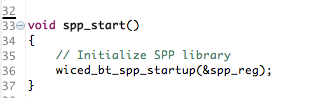 32
33 void spp_start()
34 {
35 // Initialize SPP library
36 wiced_bt_spp_startup(&spp_reg);
37 }